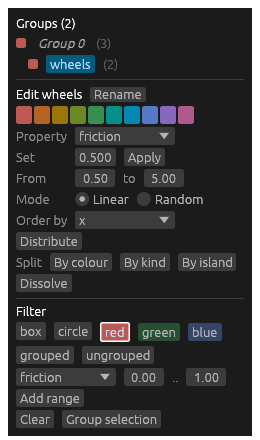 Groups (2)
Group 0 (3)
wheels (2)
Edit wheels Rename
Property friction
Set 0.500 Apply
From 0.50 to 5.00
Mode Linear Random
Order by x
Distribute
Split By colour By kind By island
Dissolve
Filter
box circle red green blue
grouped ungrouped
friction 0.00 .. 1.00
Add range
Clear Group selection